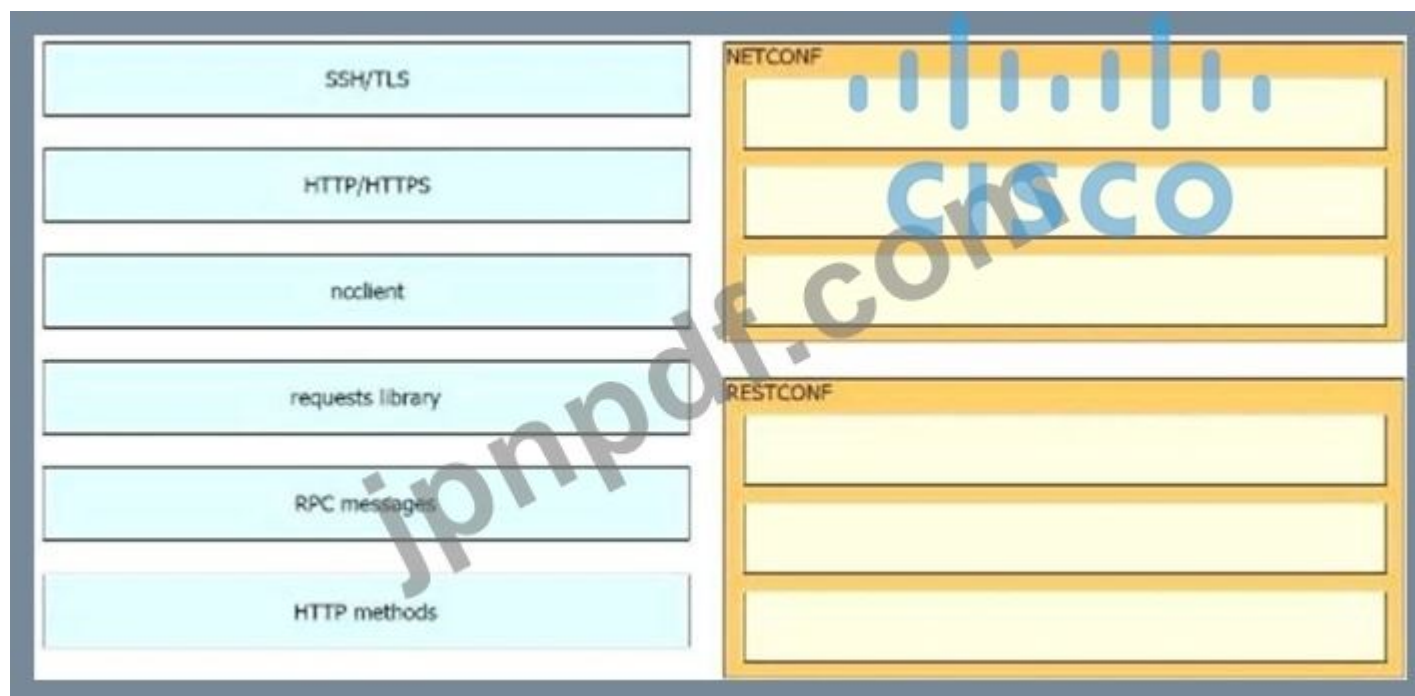 SSH/TLS
HTTP/HTTPS
ncclient
requests library
RPC messages
HTTP methods
NETCONF
RESTCONF
CISCO
jpnpdf.com